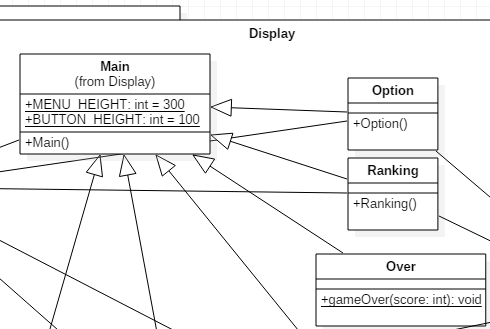 Display
Main
(from Display)
+MENU_HEIGHT: int = 300
+BUTTON_HEIGHT: int = 100
+Main()
Option
+Option()
Ranking
+Ranking()
Over
+gameOver(score: int): void